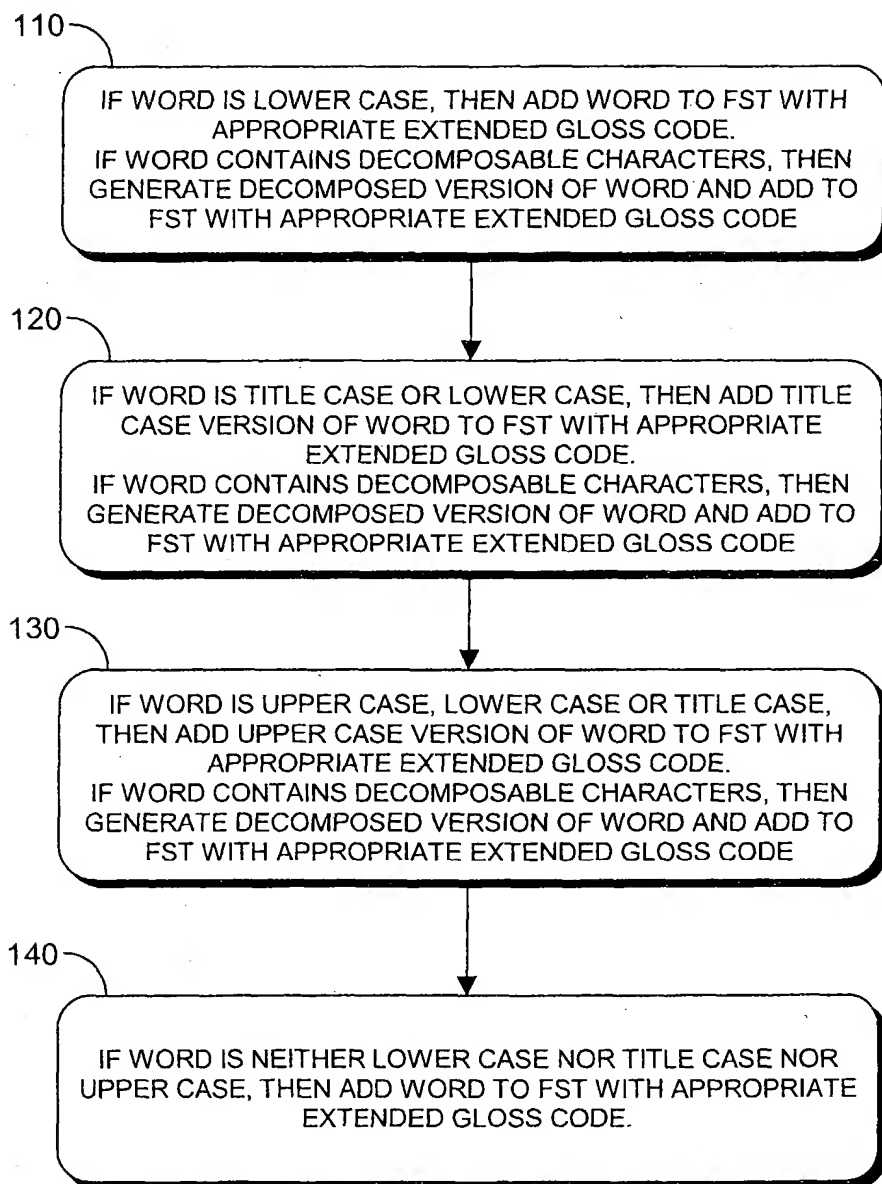 110
IF WORD IS LOWER CASE, THEN ADD WORD TO FST WITH
APPROPRIATE EXTENDED GLOSS CODE.
IF WORD CONTAINS DECOMPOSABLE CHARACTERS, THEN
GENERATE DECOMPOSED VERSION OF WORD AND ADD TO
FST WITH APPROPRIATE EXTENDED GLOSS CODE
120
IF WORD IS TITLE CASE OR LOWER CASE, THEN ADD TITLE
CASE VERSION OF WORD TO FST WITH APPROPRIATE
EXTENDED GLOSS CODE.
IF WORD CONTAINS DECOMPOSABLE CHARACTERS, THEN
GENERATE DECOMPOSED VERSION OF WORD AND ADD TO
FST WITH APPROPRIATE EXTENDED GLOSS CODE
130
IF WORD IS UPPER CASE, LOWER CASE OR TITLE CASE,
THEN ADD UPPER CASE VERSION OF WORD TO FST WITH
APPROPRIATE EXTENDED GLOSS CODE.
IF WORD CONTAINS DECOMPOSABLE CHARACTERS, THEN
GENERATE DECOMPOSED VERSION OF WORD AND ADD TO
FST WITH APPROPRIATE EXTENDED GLOSS CODE
140
IF WORD IS NEITHER LOWER CASE NOR TITLE CASE NOR
UPPER CASE, THEN ADD WORD TO FST WITH APPROPRIATE
EXTENDED GLOSS CODE.